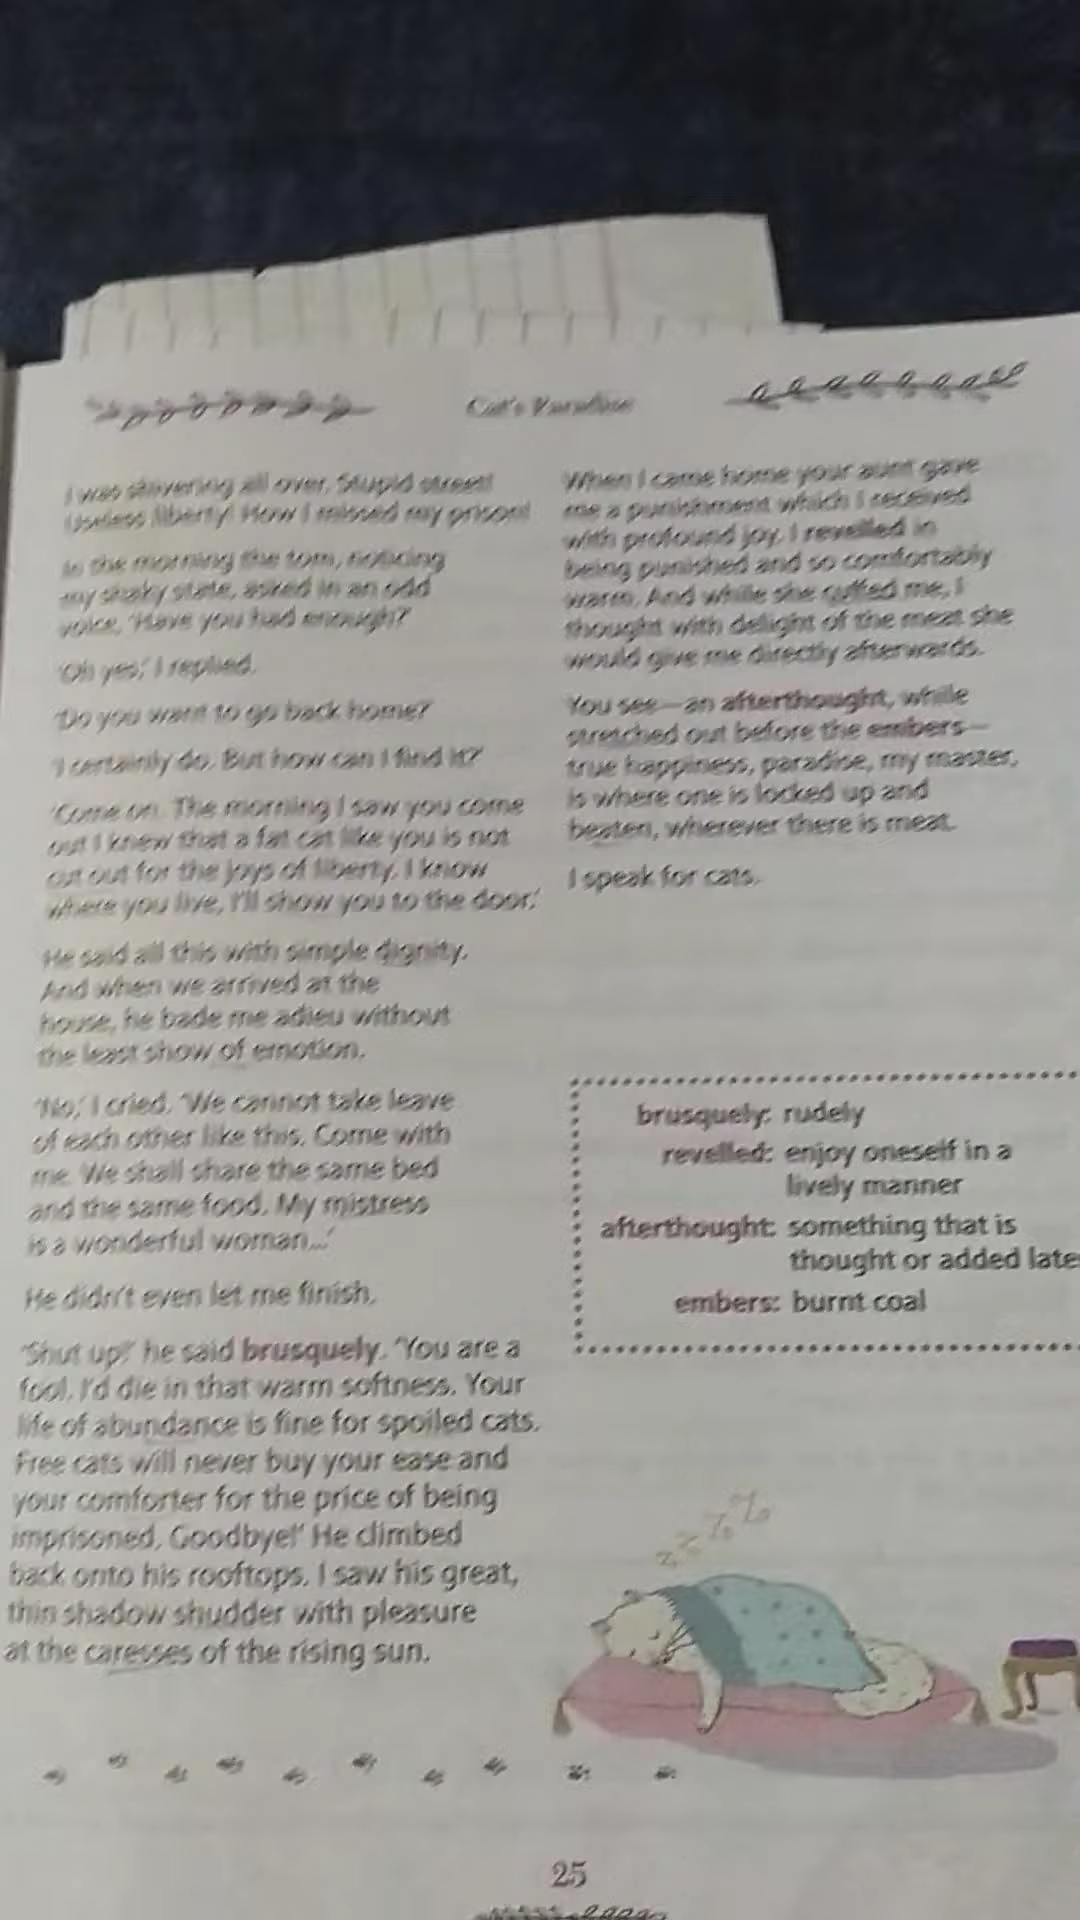 Cat's Paradise
I was shivering all over. Stupid street!
Useless liberty! How I missed my prison!
In the morning the tom, noticing
my shaky state, asked in an odd
voice, 'Have you had enough?'
'Oh yes,' I replied.
'Do you want to go back home?'
'I certainly do. But how can I find it?'
'Come on. The morning I saw you come
out I knew that a fat cat like you is not
cut out for the joys of liberty. I know
where you live, I'll show you to the door.'
He said all this with simple dignity.
And when we arrived at the
house, he bade me adieu without
the least show of emotion.
'No,' I cried. 'We cannot take leave
of each other like this. Come with
me. We shall share the same bed
and the same food. My mistress
is a wonderful woman...'
He didn't even let me finish.
'Shut up!' he said brusquely. 'You are a
fool. I'd die in that warm softness. Your
life of abundance is fine for spoiled cats.
Free cats will never buy your ease and
your comforter for the price of being
imprisoned. Goodbye!' He climbed
back onto his rooftops. I saw his great,
thin shadow shudder with pleasure
at the caresses of the rising sun.
When I came home your aunt gave
me a punishment which I received
with profound joy. I revelled in
being punished and so comfortably
warm. And while she cuffed me, I
thought with delight of the meat she
would give me directly afterwards.
You see—an afterthought, while
stretched out before the embers—
true happiness, paradise, my master,
is where one is locked up and
beaten, wherever there is meat.
I speak for cats.
brusquely: rudely
revelled: enjoy oneself in a
lively manner
afterthought: something that is
thought or added late
embers: burnt coal
z z z z
25